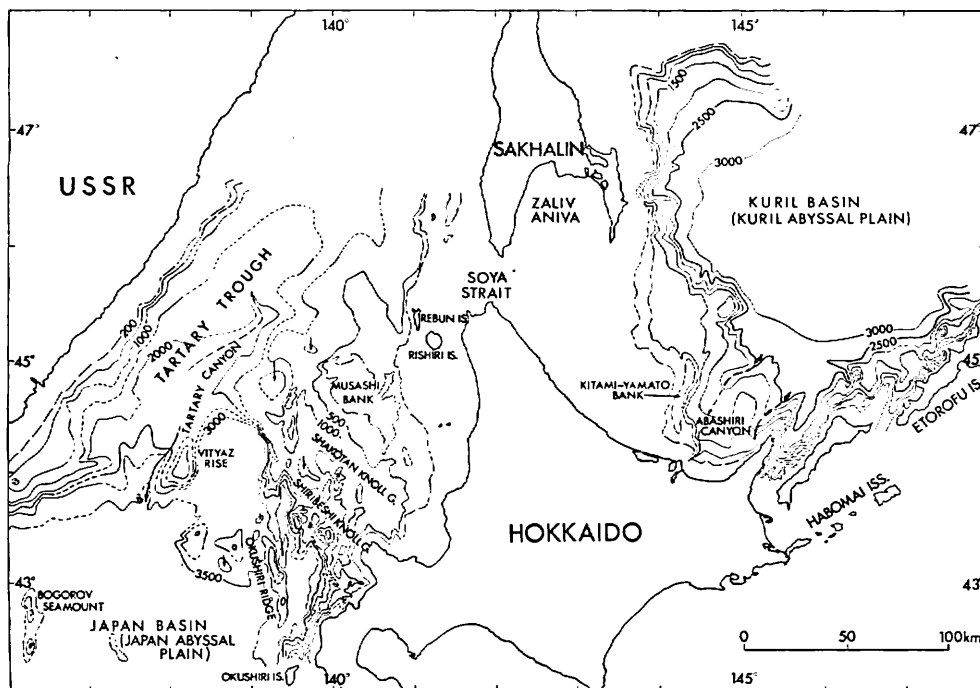 140°
145°
47°
47°
1500
2500
3000
SAKHALIN
USSR
ZALIV
ANIVA
KURIL BASIN
(KURIL ABYSSAL PLAIN)
SOYA
STRAIT
TARTARY TROUGH
200
1000
2000
REBUN IS.
RISHIRI IS.
3000
2500
45°
45°
TARTARY CANYON
MUSASHI
BANK
KITAMI-YAMATO
BANK
ABASHIRI
CANYON
ETOROFU IS.
3000
500
1000
VITYAZ
RISE
SHAKOTAN KNOLL G.
SHIRIBESHI KNOLL G.
HABOMAI ISS.
HOKKAIDO
OKUSHIRI RIDGE
3500
43°
43°
BOGOROV
SEAMOUNT
JAPAN BASIN
(JAPAN ABYSSAL
PLAIN)
0 50 100km
OKUSHIRI IS.
140°
145°